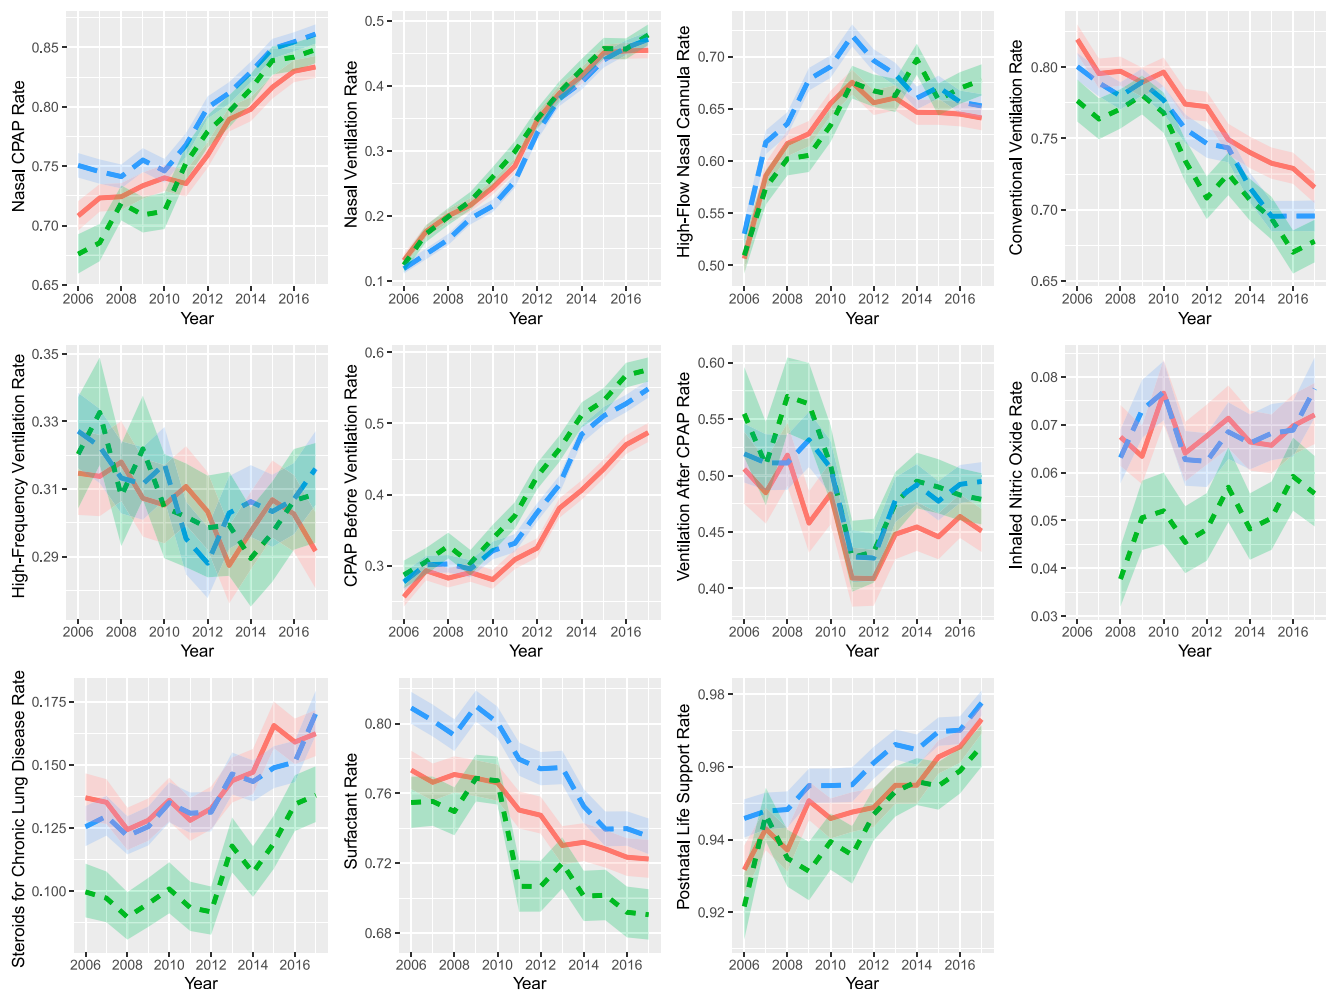 Nasal CPAP Rate
0.85
0.80
0.75
0.70
0.65
2006 2008 2010 2012 2014 2016
Year
Nasal Ventilation Rate
0.5
0.4
0.3
0.2
0.1
2006 2008 2010 2012 2014 2016
Year
High-Flow Nasal Cannula Rate
0.70
0.65
0.60
0.55
0.50
2006 2008 2010 2012 2014 2016
Year
Conventional Ventilation Rate
0.80
0.75
0.70
0.65
2006 2008 2010 2012 2014 2016
Year
High-Frequency Ventilation Rate
0.35
0.33
0.31
0.29
2006 2008 2010 2012 2014 2016
Year
CPAP Before Ventilation Rate
0.6
0.5
0.4
0.3
2006 2008 2010 2012 2014 2016
Year
Ventilation After CPAP Rate
0.60
0.55
0.50
0.45
0.40
2006 2008 2010 2012 2014 2016
Year
Inhaled Nitric Oxide Rate
0.08
0.07
0.06
0.05
0.04
0.03
2006 2008 2010 2012 2014 2016
Year
Steroids for Chronic Lung Disease Rate
0.175
0.150
0.125
0.100
2006 2008 2010 2012 2014 2016
Year
Surfactant Rate
0.80
0.76
0.72
0.68
2006 2008 2010 2012 2014 2016
Year
Postnatal Life Support Rate
0.98
0.96
0.94
0.92
2006 2008 2010 2012 2014 2016
Year